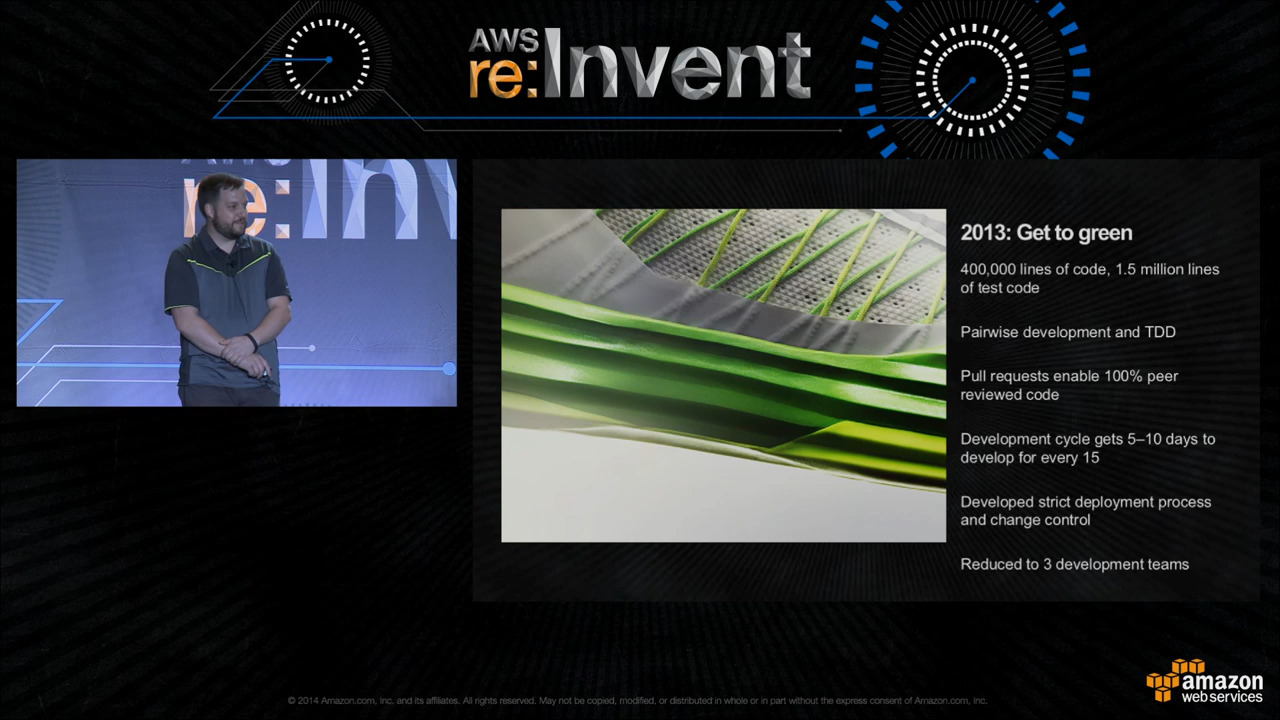 AWS
re:Invent
AWS
re:Inv
2013: Get to green
400,000 lines of code, 1.5 million lines
of test code
Pairwise development and TDD
Pull requests enable 100% peer
reviewed code
Development cycle gets 5–10 days to
develop for every 15
Developed strict deployment process
and change control
Reduced to 3 development teams
amazon
web services
© 2014 Amazon.com, inc. and its affiliates. All rights reserved. May not be copied, modified, or distributed in whole or in part without the express consent of Amazon.com, inc.